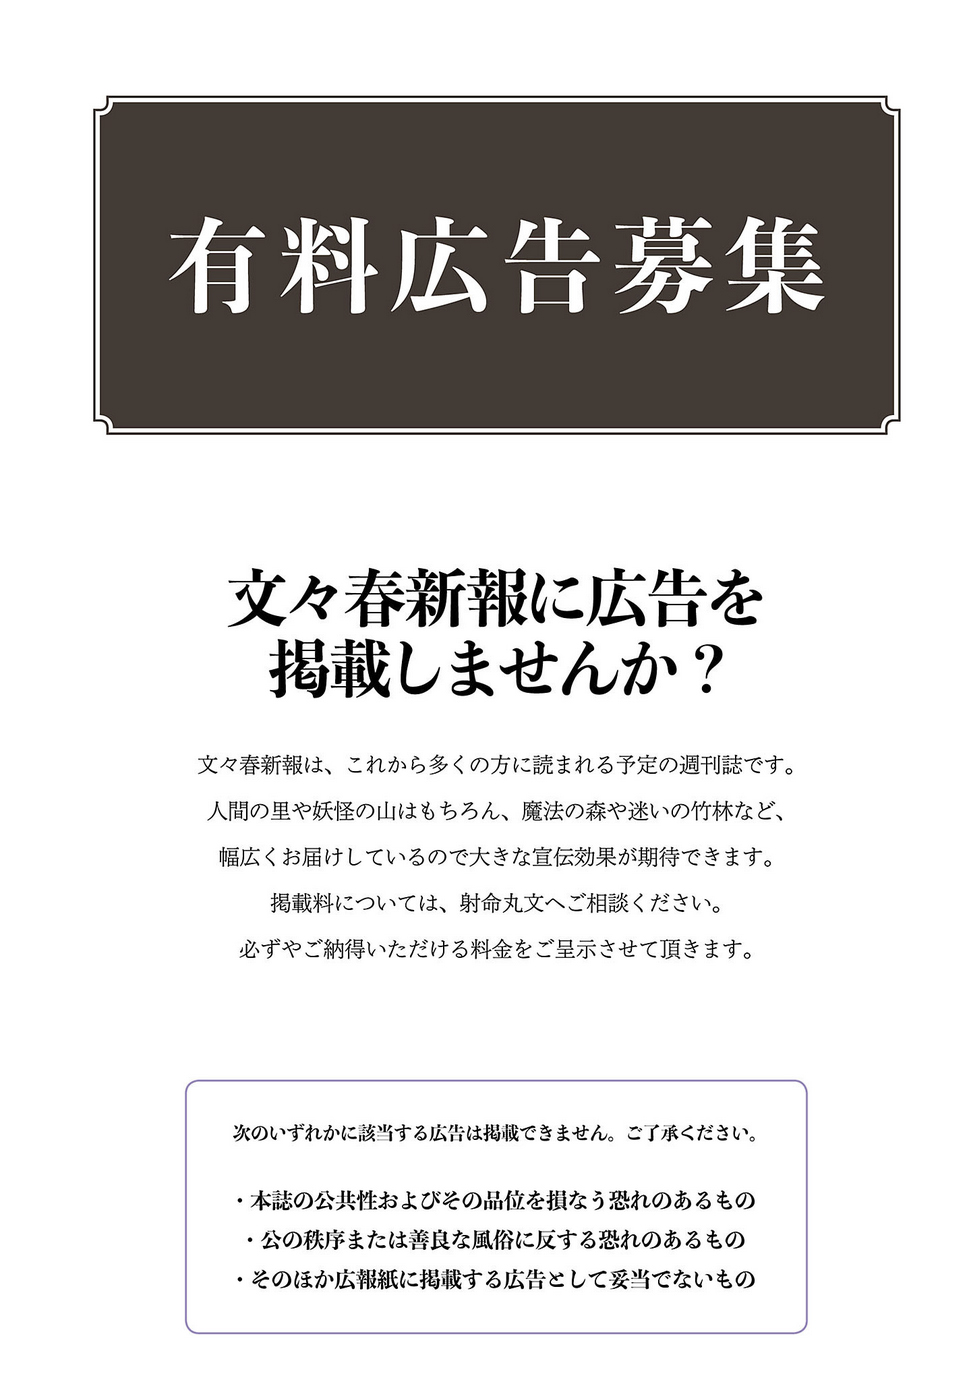 有料広告募集
文々春新報に広告を
掲載しませんか？
文々春新報は、これから多くの方に読まれる予定の週刊誌です。
人間の里や妖怪の山はもちろん、魔法の森や迷いの竹林など、
幅広くお届けしているので大きな宣伝効果が期待できます。
掲載料については、射命丸文へご相談ください。
必ずやご納得いただける料金をご呈示させて頂きます。
次のいずれかに該当する広告は掲載できません。ご了承ください。
・本誌の公共性およびその品位を損なう恐れのあるもの
・公の秩序または善良な風俗に反する恐れのあるもの
・そのほか広報紙に掲載する広告として妥当でないもの